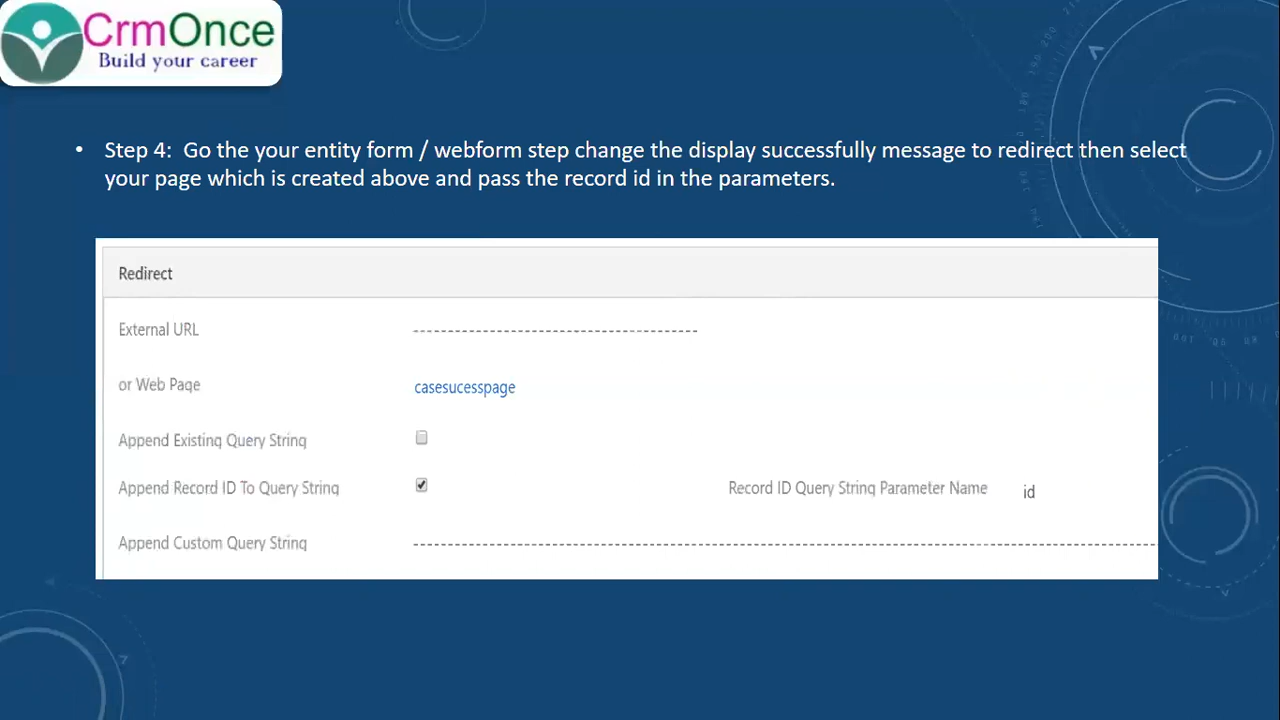 CrmOnce
Build your career
• Step 4: Go the your entity form / webform step change the display successfully message to redirect then select
your page which is created above and pass the record id in the parameters.
Redirect
External URL
or Web Page casesucesspage
Append Existing Query String
Append Record ID To Query String Record ID Query String Parameter Name id
Append Custom Query String